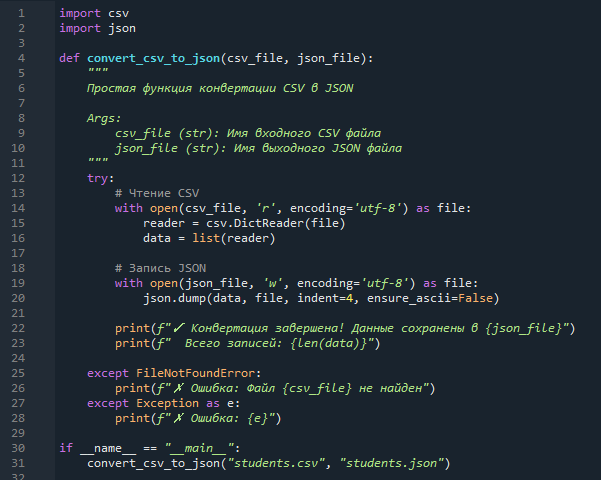 1 import csv
2 import json
3
4 def convert_csv_to_json(csv_file, json_file):
5     """
6     Простая функция конвертации CSV в JSON
7
8     Args:
9         csv_file (str): Имя входного CSV файла
10         json_file (str): Имя выходного JSON файла
11     """
12     try:
13         # Чтение CSV
14         with open(csv_file, 'r', encoding='utf-8') as file:
15             reader = csv.DictReader(file)
16             data = list(reader)
17
18         # Запись JSON
19         with open(json_file, 'w', encoding='utf-8') as file:
20             json.dump(data, file, indent=4, ensure_ascii=False)
21
22         print(f"✓ Конвертация завершена! Данные сохранены в {json_file}")
23         print(f"  Всего записей: {len(data)}")
24
25     except FileNotFoundError:
26         print(f"✗ Ошибка: Файл {csv_file} не найден")
27     except Exception as e:
28         print(f"✗ Ошибка: {e}")
29
30 if __name__ == "__main__":
31     convert_csv_to_json("students.csv", "students.json")
32